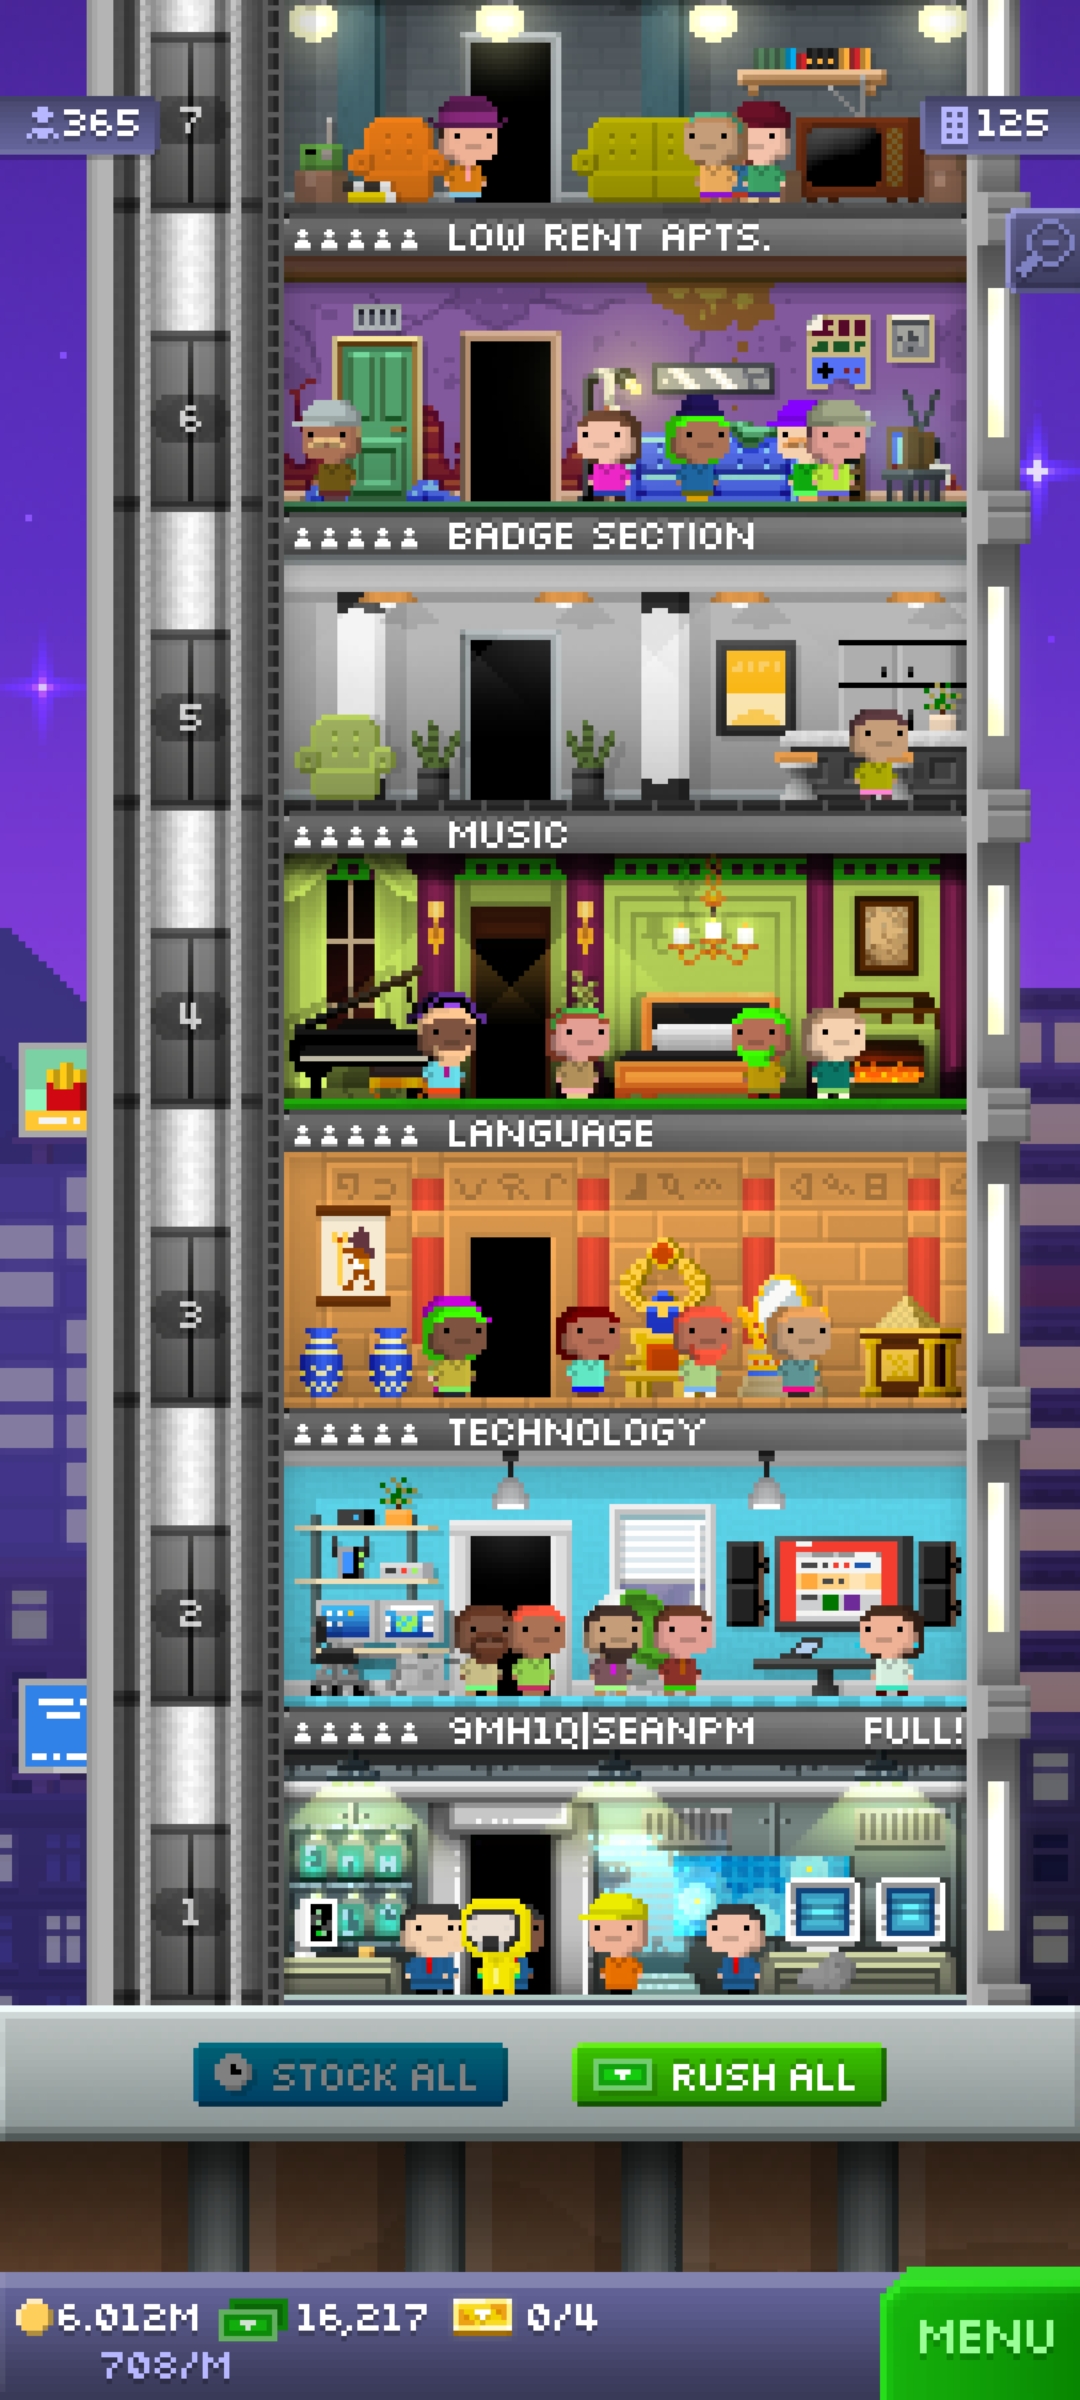 365
7
125
LOW RENT APTS.
6
BADGE SECTION
5
MUSIC
4
LANGUAGE
3
TECHNOLOGY
2
9MH1Q|SEANPM FULL!
1
STOCK ALL
RUSH ALL
6.012M 16,217 0/4
708/M
MENU